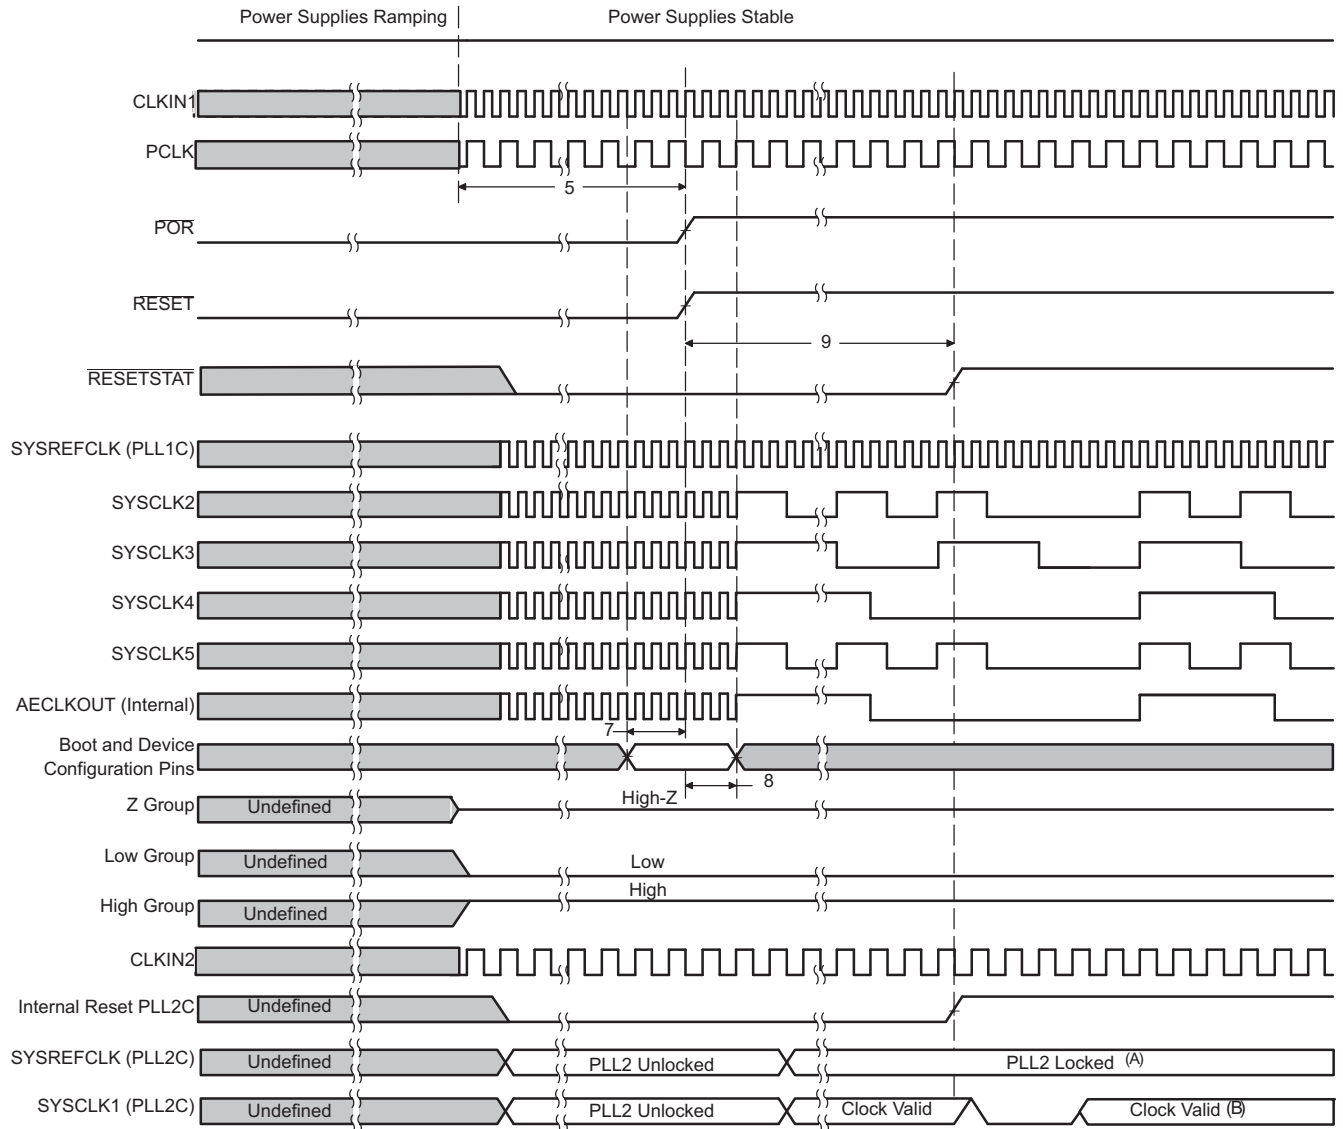 Power Supplies Ramping
Power Supplies Stable
CLKIN1
PCLK
5
POR
RESET
9
RESETSTAT
SYSREFCLK (PLL1C)
SYSCLK2
SYSCLK3
SYSCLK4
SYSCLK5
AECLKOUT (Internal)
7
Boot and Device
Configuration Pins
8
Z Group
Undefined
High-Z
Low Group
Undefined
Low
High Group
Undefined
High
CLKIN2
Internal Reset PLL2C
Undefined
SYSREFCLK (PLL2C)
Undefined
PLL2 Unlocked
PLL2 Locked (A)
SYSCLK1 (PLL2C)
Undefined
PLL2 Unlocked
Clock Valid
Clock Valid (B)